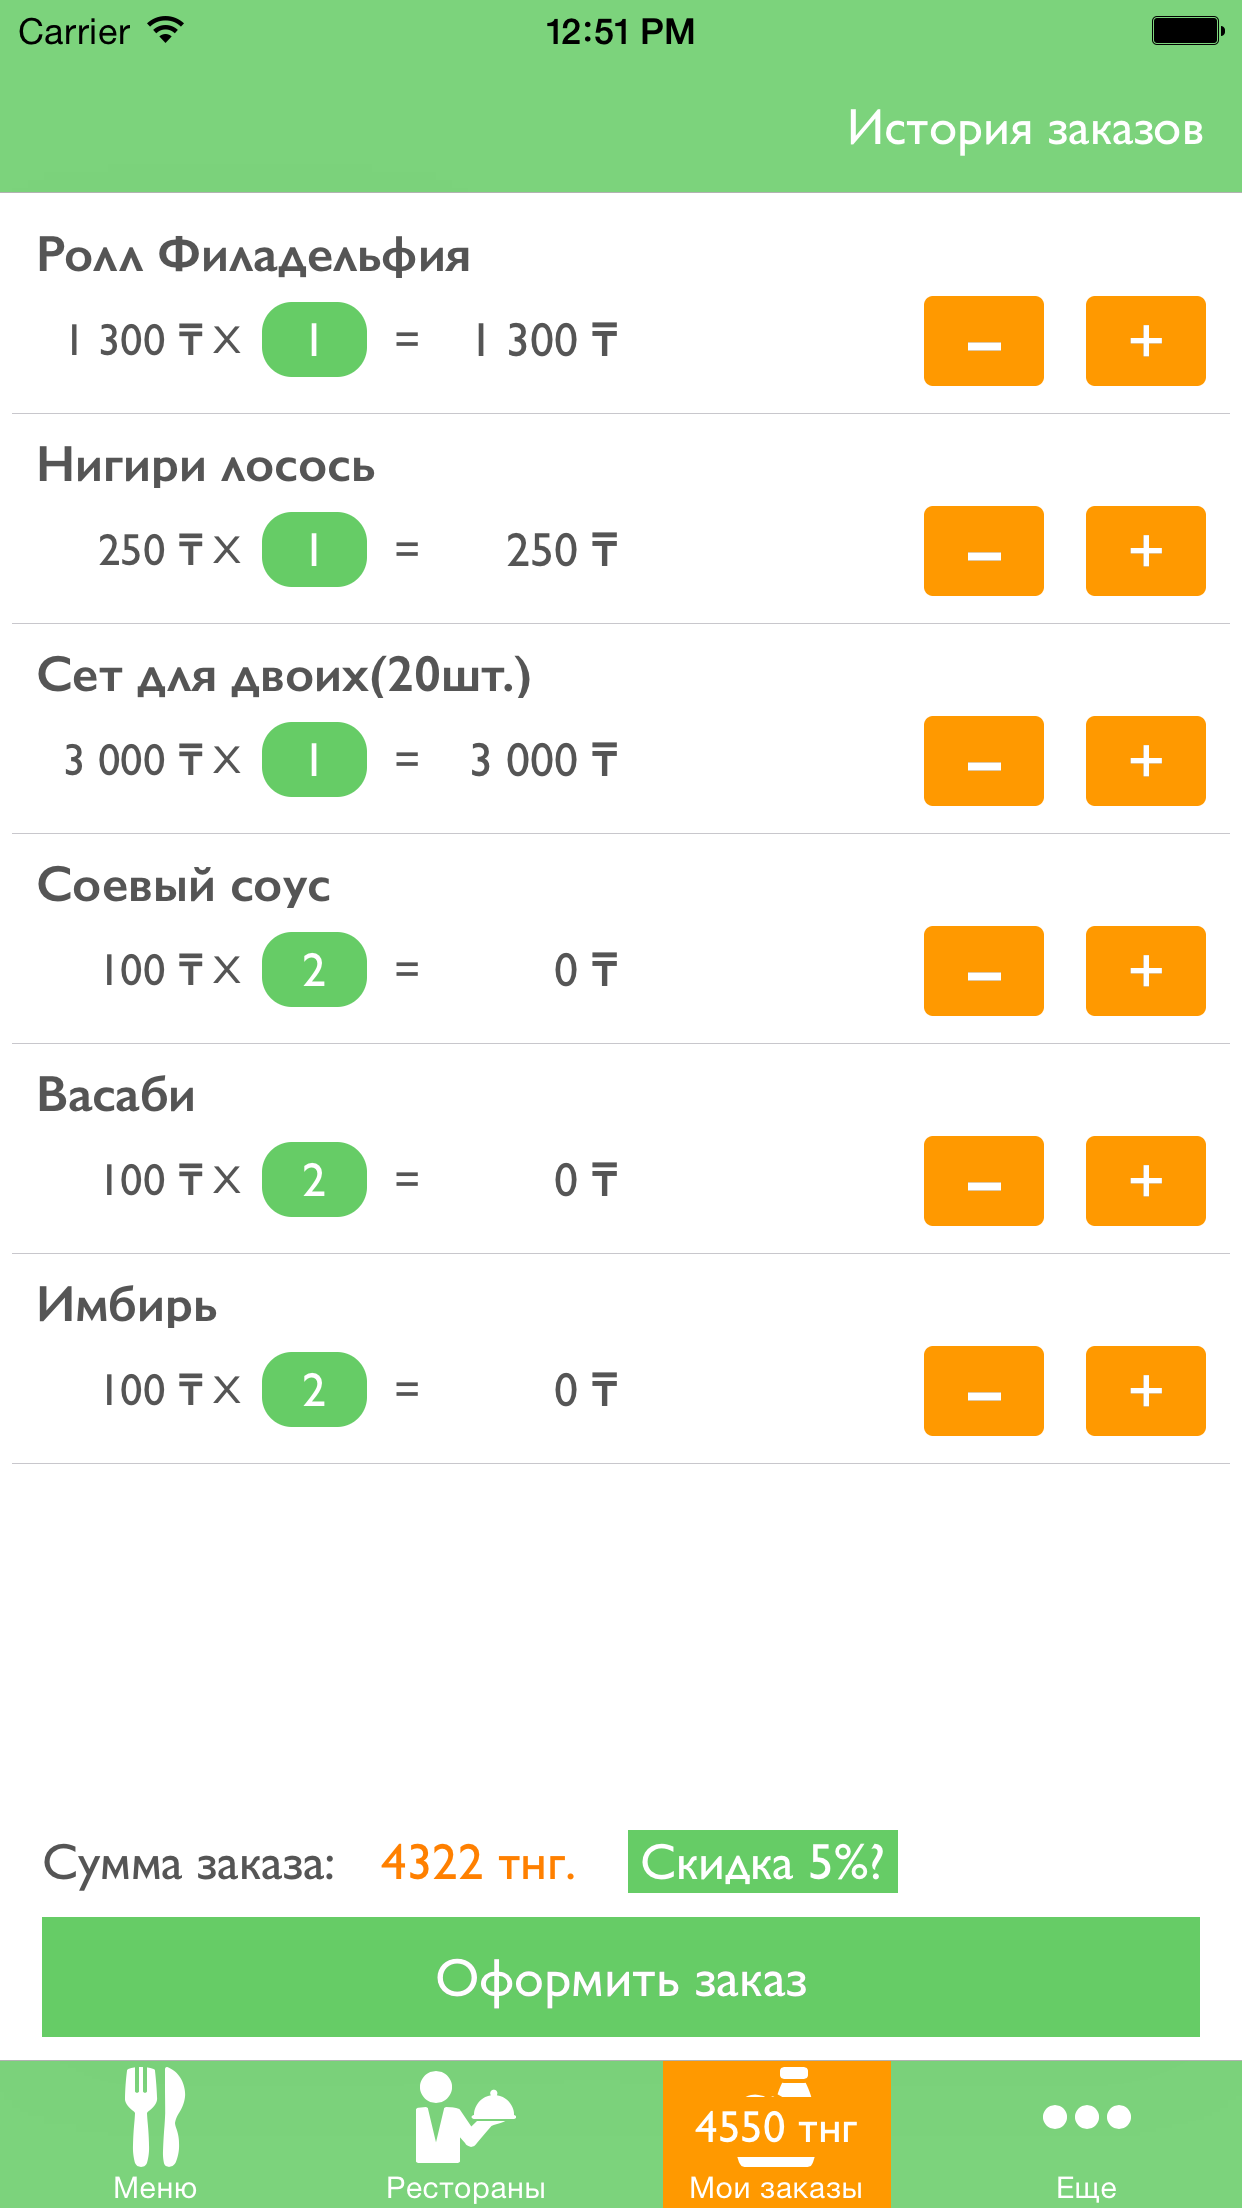 Carrier 12:51 PM
История заказов
Ролл Филадельфия
1 300 ₸ X 1 = 1 300 ₸ – +
Нигири лосось
250 ₸ X 1 = 250 ₸ – +
Сет для двоих(20шт.)
3 000 ₸ X 1 = 3 000 ₸ – +
Соевый соус
100 ₸ X 2 = 0 ₸ – +
Васаби
100 ₸ X 2 = 0 ₸ – +
Имбирь
100 ₸ X 2 = 0 ₸ – +
Сумма заказа: 4322 тнг. Скидка 5%?
Оформить заказ
4550 тнг
Меню Рестораны Мои заказы Еще